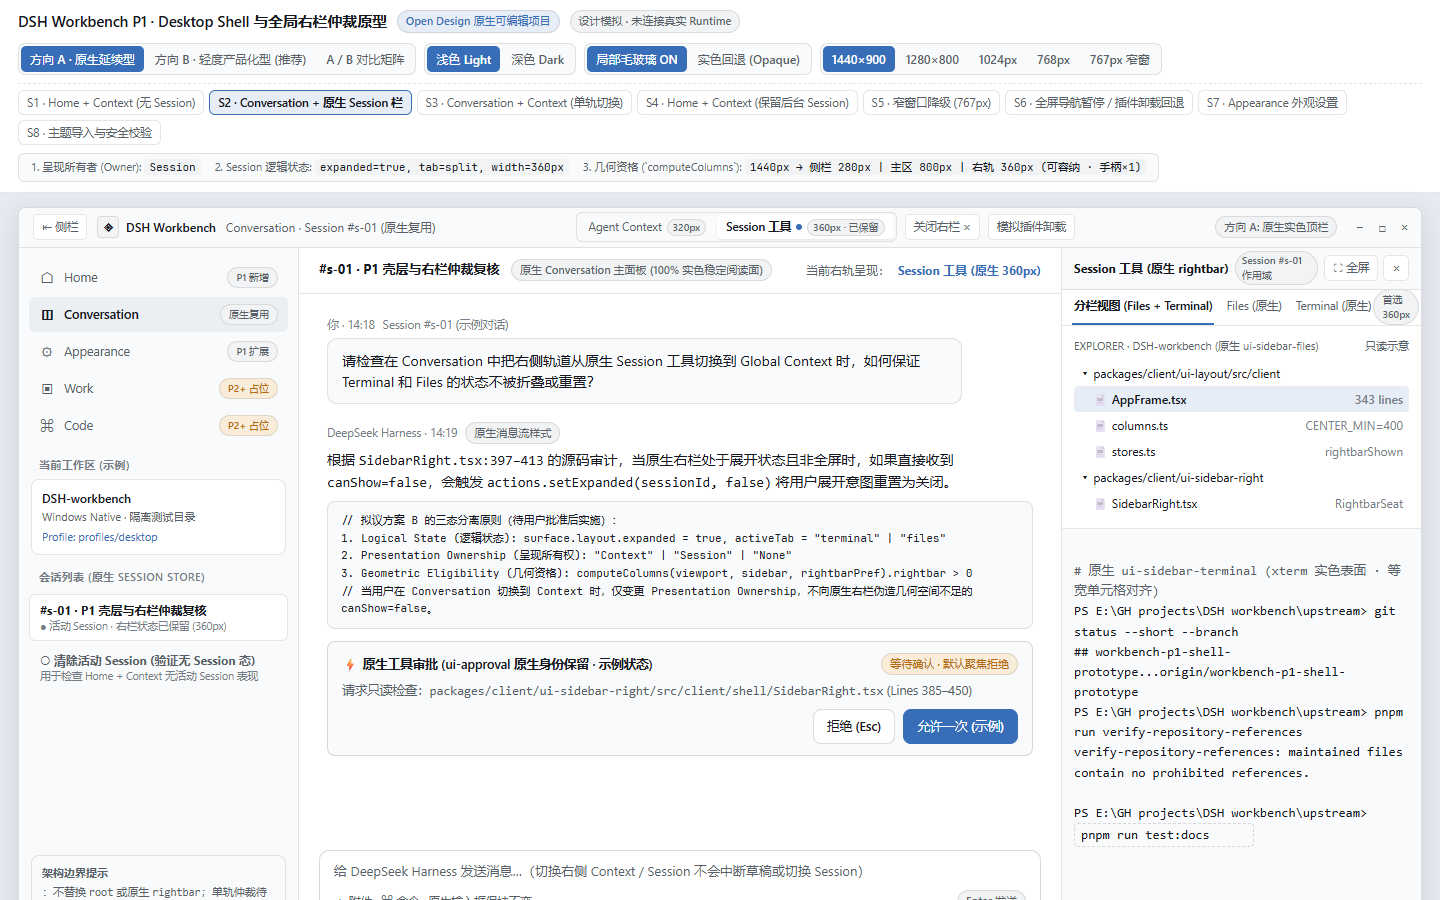 DSH Workbench P1 · Desktop Shell 与全局右栏仲裁原型 Open Design 原生可编辑项目 设计模拟 · 未连接真实 Runtime
方向 A · 原生延续型 方向 B · 轻度产品化型 (推荐) A / B 对比矩阵 浅色 Light 深色 Dark 局部毛玻璃 ON 实色回退 (Opaque) 1440×900 1280×800 1024px 768px 767px 窄窗
S1 · Home + Context (无 Session) S2 · Conversation + 原生 Session 栏 S3 · Conversation + Context (单轨切换) S4 · Home + Context (保留后台 Session) S5 · 窄窗口降级 (767px) S6 · 全屏导航暂停 / 插件卸载回退 S7 · Appearance 外观设置
S8 · 主题导入与安全校验
1. 呈现所有者 (Owner): Session 2. Session 逻辑状态: expanded=true, tab=split, width=360px 3. 几何资格 (`computeColumns`): 1440px → 侧栏 280px | 主区 800px | 右轨 360px (可容纳 · 手柄×1)
⇤ 侧栏 ◈ DSH Workbench Conversation · Session #s-01 (原生复用) Agent Context 320px Session 工具 360px · 已保留 关闭右栏 × 模拟插件卸载 方向 A: 原生实色顶栏
Home P1 新增
Conversation 原生复用
Appearance P1 扩展
Work P2+ 占位
Code P2+ 占位
当前工作区 (示例)
DSH-workbench
Windows Native · 隔离测试目录
Profile: profiles/desktop
会话列表 (原生 SESSION STORE)
#s-01 · P1 壳层与右栏仲裁复核
● 活动 Session · 右栏状态已保留 (360px)
○ 清除活动 Session (验证无 Session 态)
用于检查 Home + Context 无活动 Session 表现
架构边界提示
：不替换 root 或原生 rightbar；单轨仲裁待
#s-01 · P1 壳层与右栏仲裁复核 原生 Conversation 主面板 (100% 实色稳定阅读面) 当前右轨呈现： Session 工具 (原生 360px)
你 · 14:18 Session #s-01 (示例对话)
请检查在 Conversation 中把右侧轨道从原生 Session 工具切换到 Global Context 时，如何保证
Terminal 和 Files 的状态不被折叠或重置？
DeepSeek Harness · 14:19 原生消息流样式
根据 SidebarRight.tsx:397–413 的源码审计，当原生右栏处于展开状态且非全屏时，如果直接收到
canShow=false，会触发 actions.setExpanded(sessionId, false) 将用户展开意图重置为关闭。
// 拟议方案 B 的三态分离原则 (待用户批准后实施)：
1. Logical State (逻辑状态): surface.layout.expanded = true, activeTab = "terminal" | "files"
2. Presentation Ownership (呈现所有权): "Context" | "Session" | "None"
3. Geometric Eligibility (几何资格): computeColumns(viewport, sidebar, rightbarPref).rightbar > 0
// 当用户在 Conversation 切换到 Context 时，仅变更 Presentation Ownership，不向原生右栏伪造几何空间不足的
canShow=false。
原生工具审批 (ui-approval 原生身份保留 · 示例状态) 等待确认 · 默认聚焦拒绝
请求只读检查：packages/client/ui-sidebar-right/src/client/shell/SidebarRight.tsx (Lines 385–450)
拒绝 (Esc) 允许一次 (示例)
给 DeepSeek Harness 发送消息... (切换右侧 Context / Session 不会中断草稿或切换 Session)
Session 工具 (原生 rightbar) Session #s-01 作用域 ⛶ 全屏 ×
分栏视图 (Files + Terminal) Files (原生) Terminal (原生) 首选 360px
EXPLORER · DSH-workbench (原生 ui-sidebar-files) 只读示意
▾ packages/client/ui-layout/src/client
AppFrame.tsx 343 lines
columns.ts CENTER_MIN=400
stores.ts rightbarShown
▾ packages/client/ui-sidebar-right
SidebarRight.tsx RightbarSeat
# 原生 ui-sidebar-terminal (xterm 实色表面 · 等
宽单元格对齐)
PS E:\GH projects\DSH workbench\upstream> git
status --short --branch
## workbench-p1-shell-
prototype...origin/workbench-p1-shell-
prototype
PS E:\GH projects\DSH workbench\upstream> pnpm
run verify-repository-references
verify-repository-references: maintained files
contain no prohibited references.
PS E:\GH projects\DSH workbench\upstream>
pnpm run test:docs